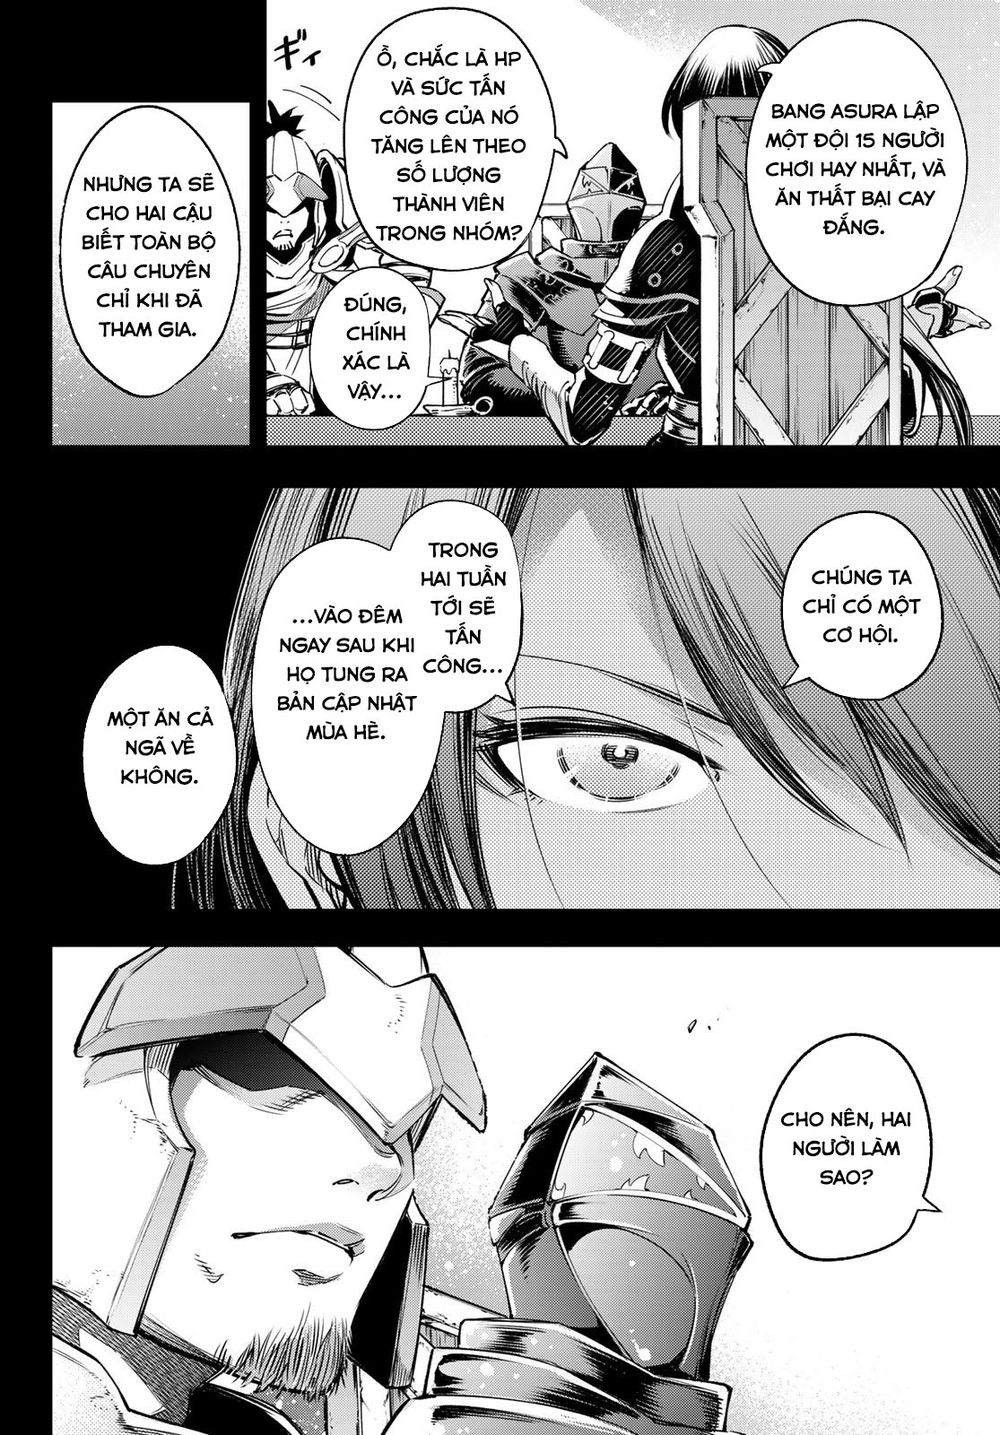 BANG ASURA LẬP
MỘT ĐỘI 15 NGƯỜI
CHƠI HAY NHẤT, VÀ
ĂN THẤT BẠI CAY
ĐẮNG.
Ồ, CHẮC LÀ HP
VÀ SỨC TẤN
CÔNG CỦA NÓ
TĂNG LÊN THEO
SỐ LƯỢNG
THÀNH VIÊN
TRONG NHÓM?
ギィ
ĐÚNG,
CHÍNH
XÁC LÀ
VẬY...
NHƯNG TA SẼ
CHO HAI CẬU
BIẾT TOÀN BỘ
CÂU CHUYÊN
CHỈ KHI ĐÃ
THAM GIA.
CHÚNG TA
CHỈ CÓ MỘT
CƠ HỘI.
TRONG
HAI TUẦN
TỚI SẼ
TẤN
CÔNG...
...VÀO ĐÊM
NGAY SAU KHI
HỌ TUNG RA
BẢN CẬP NHẬT
MÙA HÈ.
MỘT ĂN CẢ
NGÃ VỀ
KHÔNG.
CHO NÊN, HAI
NGƯỜI LÀM
SAO?